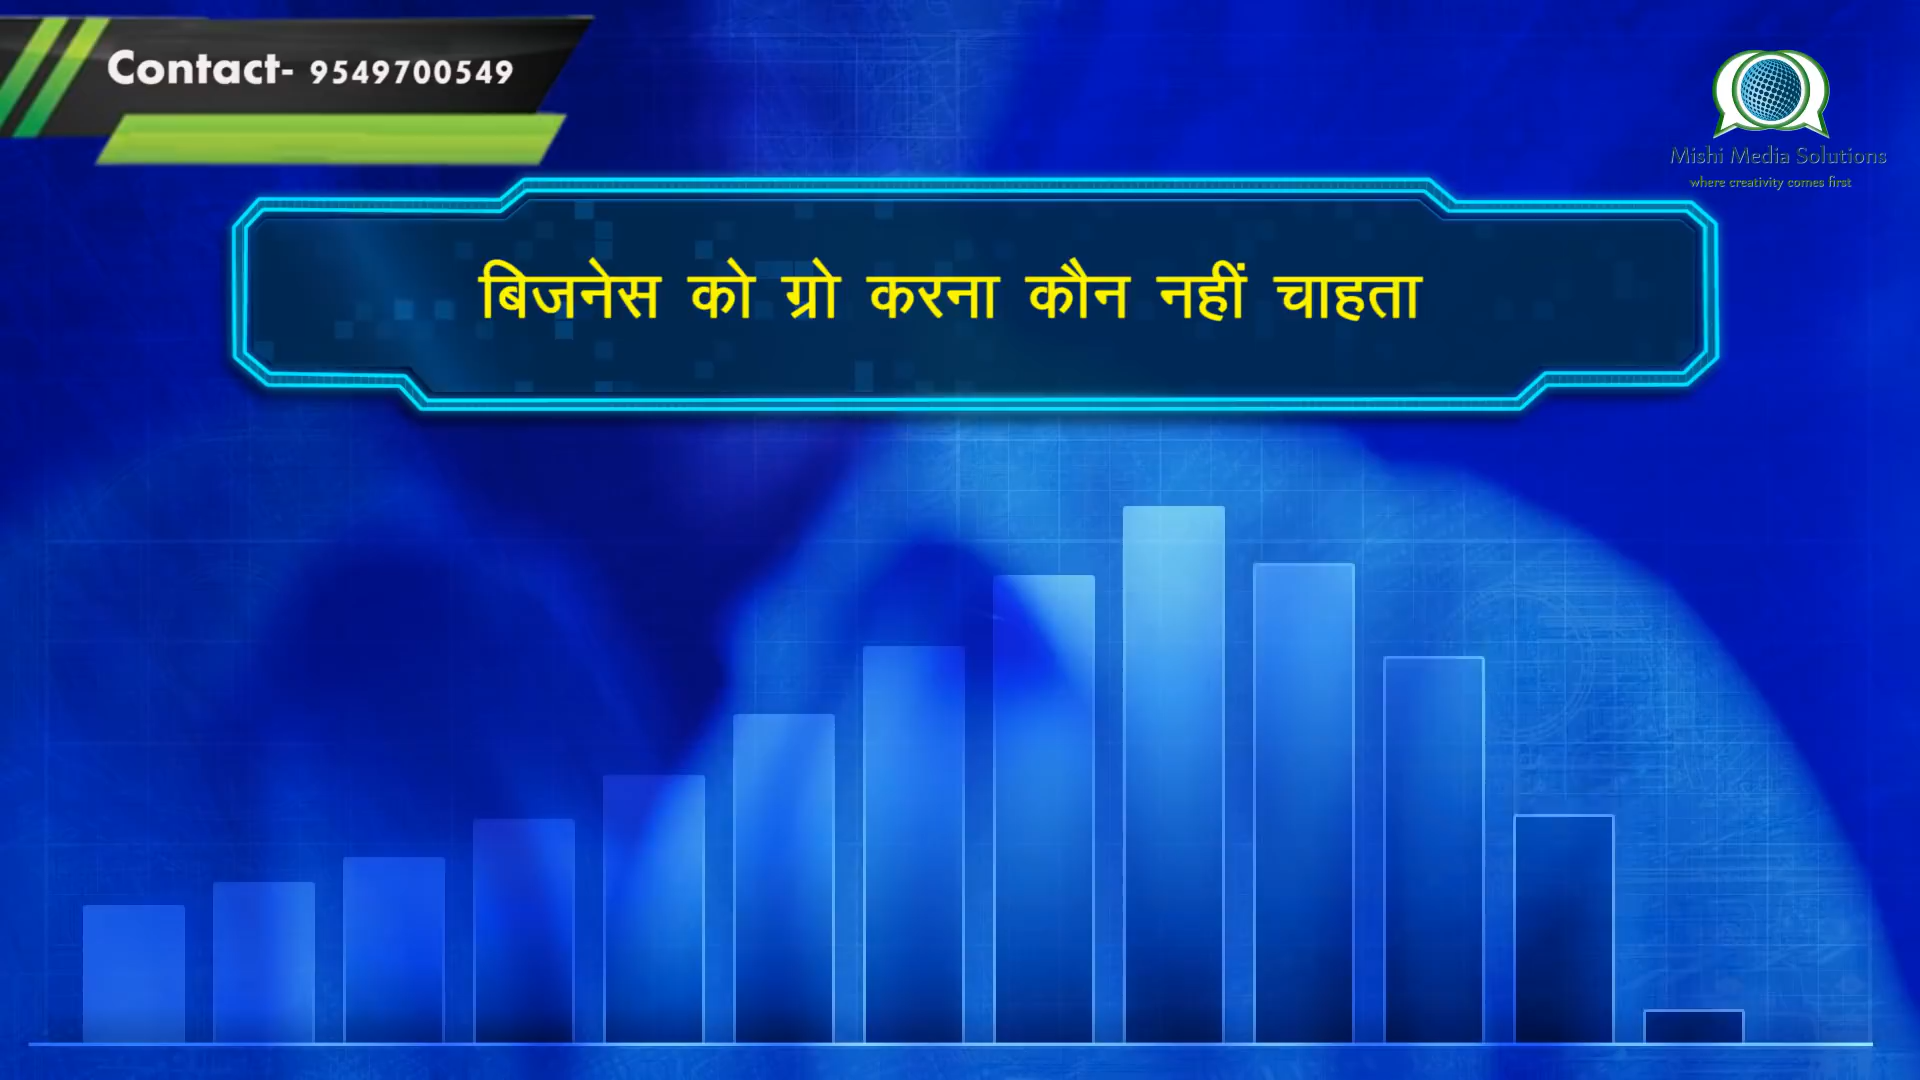 Contact- 9549700549
Mishi Media Solutions
where creativity comes first
बिजनेस को ग्रो करना कौन नहीं चाहता